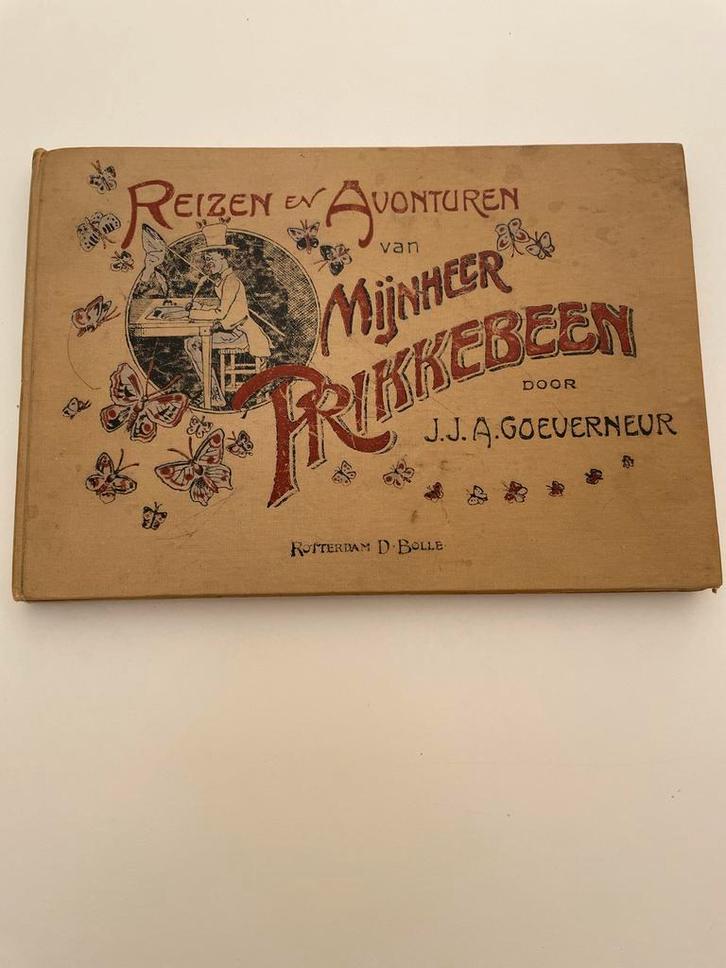 REIZEN EN AVONTUREN
van
MIJNHEER
PRIKKEBEEN
DOOR
J.J.A. GOEVERNEUR
ROTTERDAM D. BOLLE